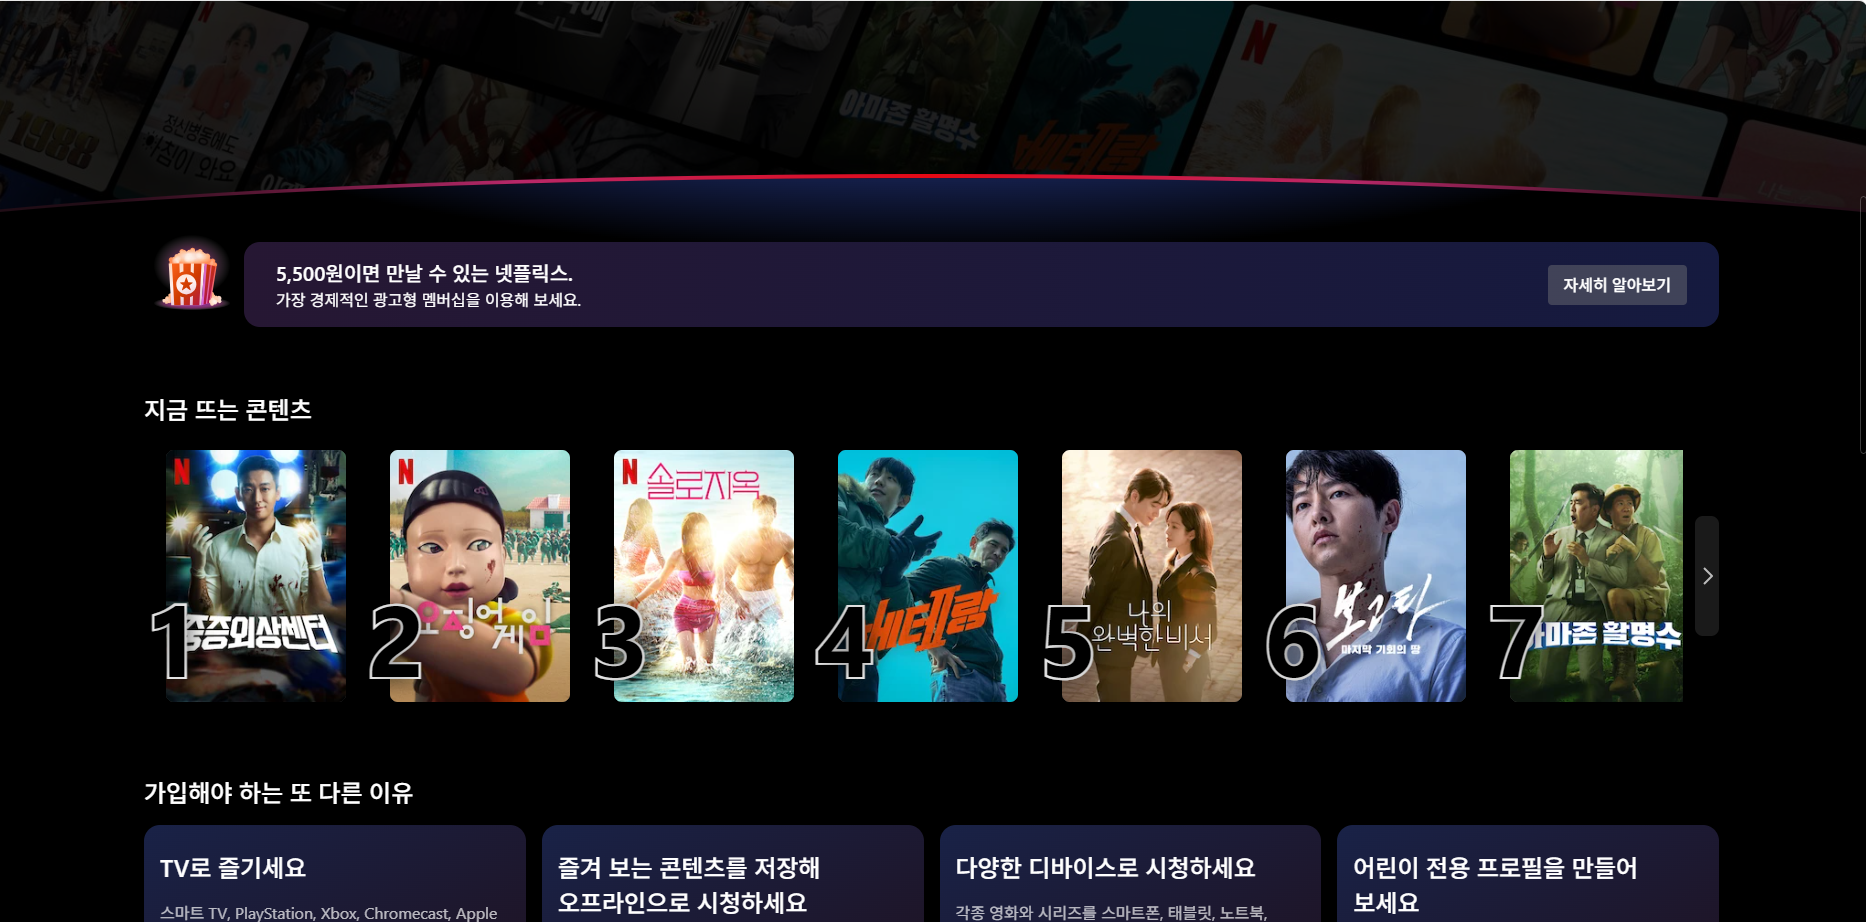 1988
정신병동에도
아침이 와요
아마존 활명수
베테랑
5,500원이면 만날 수 있는 넷플릭스.
가장 경제적인 광고형 멤버십을 이용해 보세요.
자세히 알아보기
지금 뜨는 콘텐츠
N
N
N
솔로지옥
1
중증외상센터
2
오징어
게임
3
4
베테랑
5
나의
완벽한 비서
6
보고타
마지막 기회의 땅
7
아마존 활명수
가입해야 하는 또 다른 이유
TV로 즐기세요
스마트 TV, PlayStation, Xbox, Chromecast, Apple
즐겨 보는 콘텐츠를 저장해
오프라인으로 시청하세요
다양한 디바이스로 시청하세요
각종 영화와 시리즈를 스마트폰, 태블릿, 노트북,
어린이 전용 프로필을 만들어
보세요